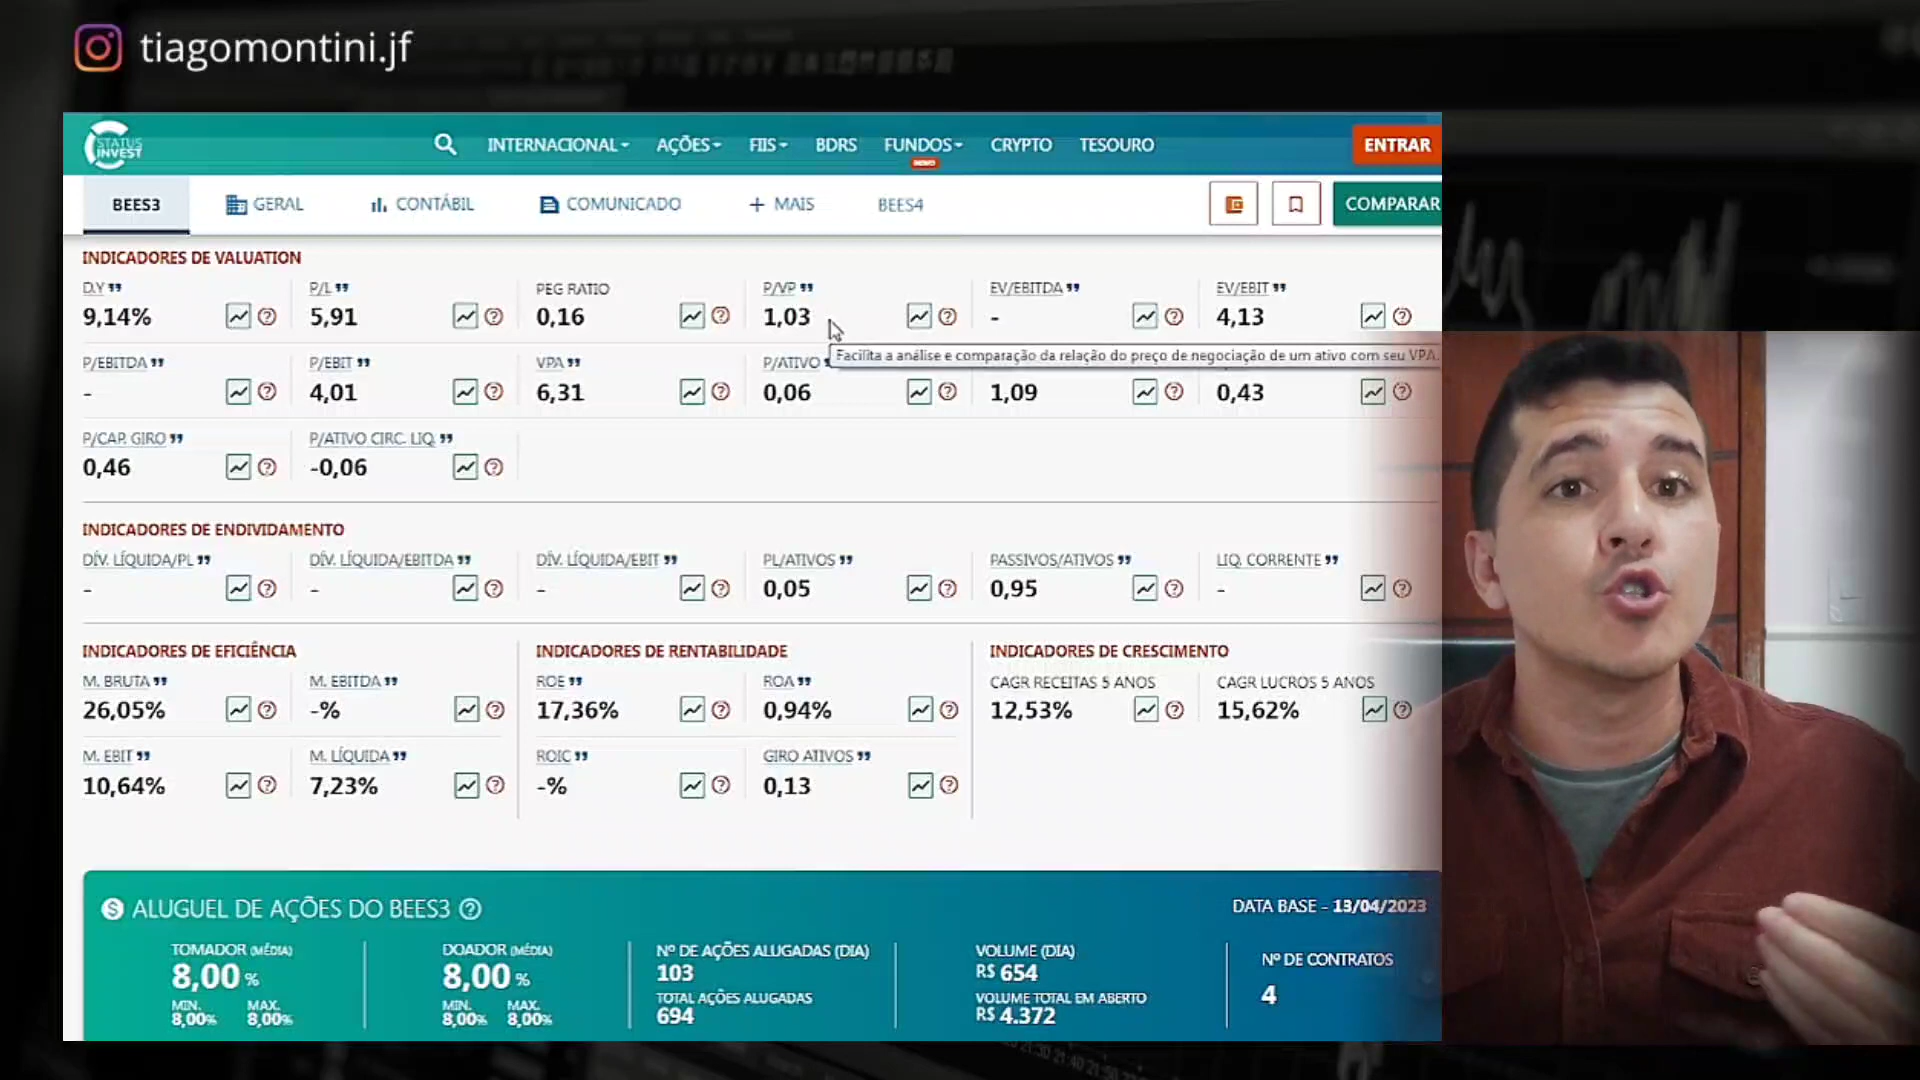 tiagomontini.jf
STATUS INVEST
INTERNACIONAL AÇÕES FIIS BDRS FUNDOS CRYPTO TESOURO ENTRAR
NOVO
BEES3 GERAL CONTÁBIL COMUNICADO + MAIS BEES4 COMPARAR
INDICADORES DE VALUATION
D.Y P/L PEG RATIO P/VP EV/EBITDA EV/EBIT
9,14% 5,91 0,16 1,03 - 4,13
Facilita a análise e comparação da relação do preço de negociação de um ativo com seu VPA.
P/EBITDA P/EBIT VPA P/ATIVO
- 4,01 6,31 0,06 1,09 0,43
P/CAP. GIRO P/ATIVO CIRC. LIQ.
0,46 -0,06
INDICADORES DE ENDIVIDAMENTO
DÍV. LÍQUIDA/PL DÍV. LÍQUIDA/EBITDA DÍV. LÍQUIDA/EBIT PL/ATIVOS PASSIVOS/ATIVOS LIQ. CORRENTE
- - - 0,05 0,95 -
INDICADORES DE EFICIÊNCIA INDICADORES DE RENTABILIDADE INDICADORES DE CRESCIMENTO
M. BRUTA M. EBITDA ROE ROA CAGR RECEITAS 5 ANOS CAGR LUCROS 5 ANOS
26,05% -% 17,36% 0,94% 12,53% 15,62%
M. EBIT M. LÍQUIDA ROIC GIRO ATIVOS
10,64% 7,23% -% 0,13
ALUGUEL DE AÇÕES DO BEES3 DATA BASE - 13/04/2023
TOMADOR (MÉDIA) DOADOR (MÉDIA) Nº DE AÇÕES ALUGADAS (DIA) VOLUME (DIA) Nº DE CONTRATOS
8,00 % 8,00 % 103 R$ 654 4
MIN. MAX. MIN. MAX. TOTAL AÇÕES ALUGADAS VOLUME TOTAL EM ABERTO
8,00% 8,00% 8,00% 8,00% 694 R$ 4.372